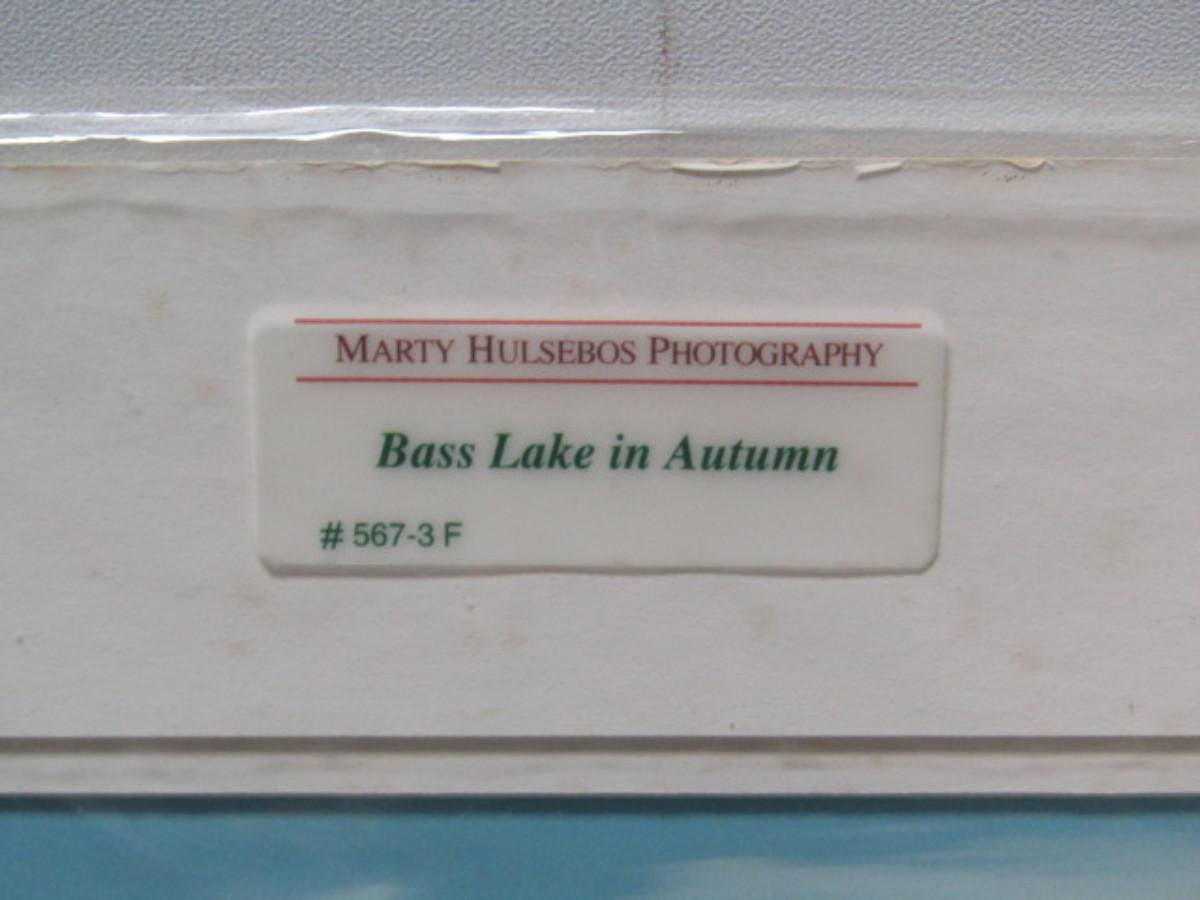 MARTY HULSEBOS PHOTOGRAPHY
Bass Lake in Autumn
# 567-3 F